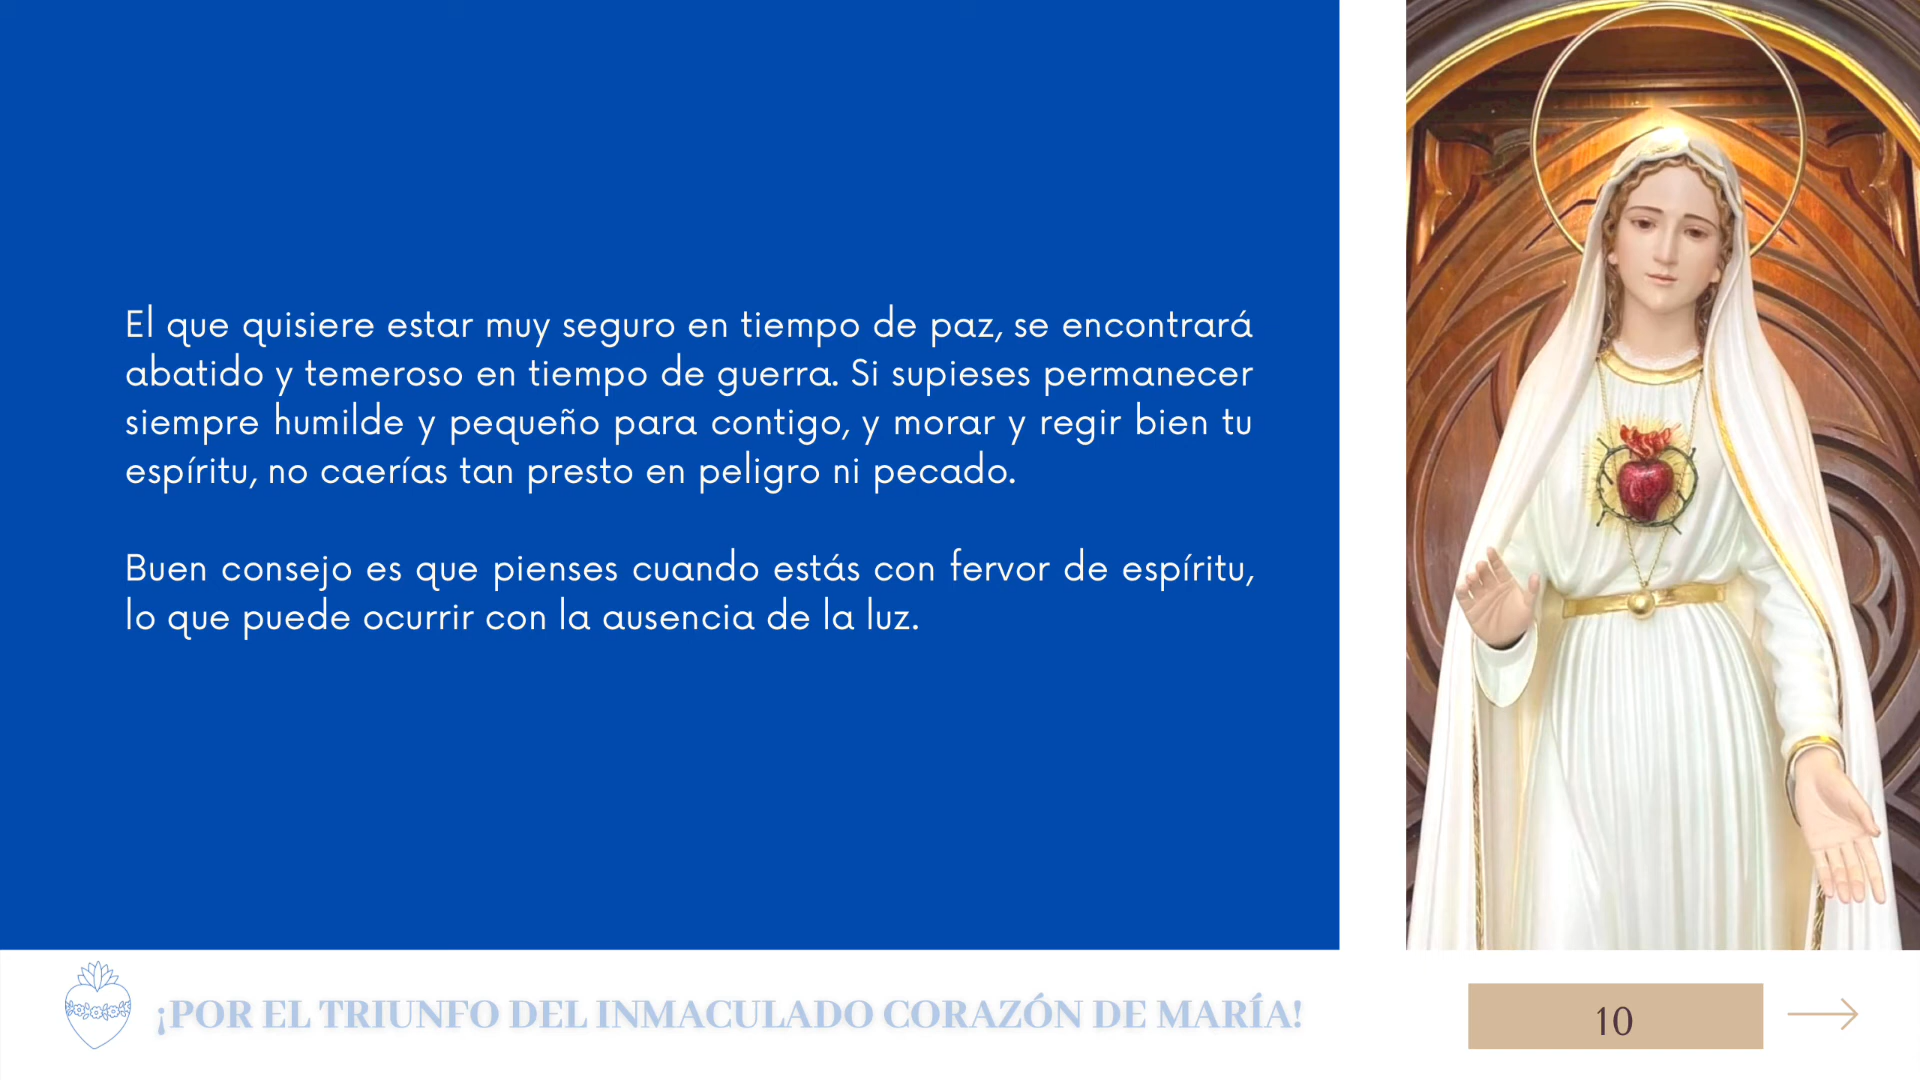 El que quisiere estar muy seguro en tiempo de paz, se encontrará
abatido y temeroso en tiempo de guerra. Si supieses permanecer
siempre humilde y pequeño para contigo, y morar y regir bien tu
espíritu, no caerías tan presto en peligro ni pecado.
Buen consejo es que pienses cuando estás con fervor de espíritu,
lo que puede ocurrir con la ausencia de la luz.
¡POR EL TRIUNFO DEL INMACULADO CORAZÓN DE MARÍA!
10